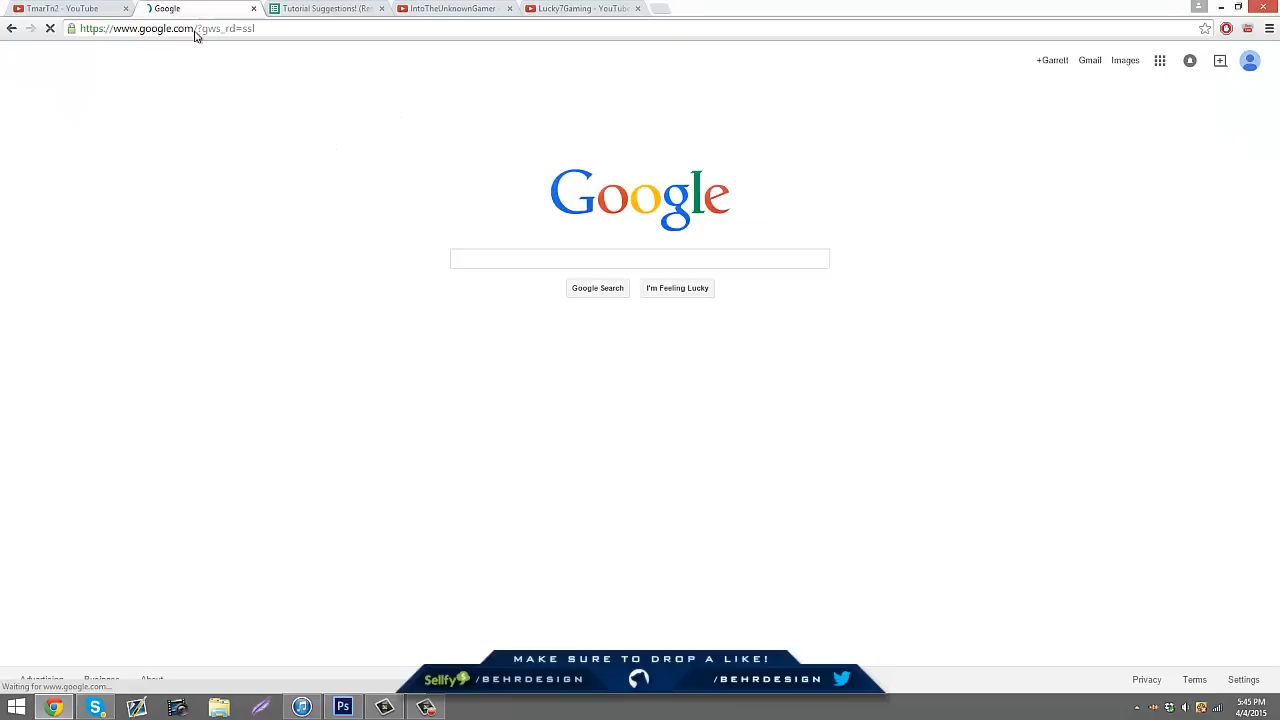 TmarTn2 - YouTube
Google
Tutorial Suggestions! (Res
IntoTheUnknownGamer -
Lucky7Gaming - YouTube
https://www.google.com/?gws_rd=ssl
+Garrett Gmail Images
Google
Google Search I'm Feeling Lucky
MAKE SURE TO DROP A LIKE!
Sellfy /BEHRDESIGN /BEHRDESIGN
Advertising Business About
Privacy Terms Settings
Waiting for www.google.com...
Ps
5:45 PM
4/4/2015